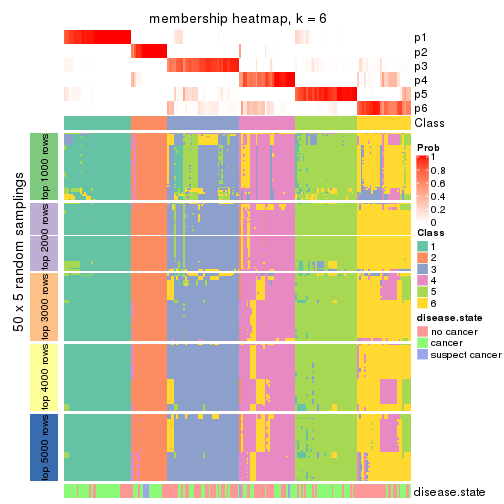 membership heatmap, k = 6
p1
p2
p3
p4
p5
p6
Class
50 x 5 random samplings
top 1000 rows
top 2000 rows
top 3000 rows
top 4000 rows
top 5000 rows
Prob
1
0.8
0.6
0.4
0.2
0
Class
1
2
3
4
5
6
disease.state
no cancer
cancer
suspect cancer
disease.state